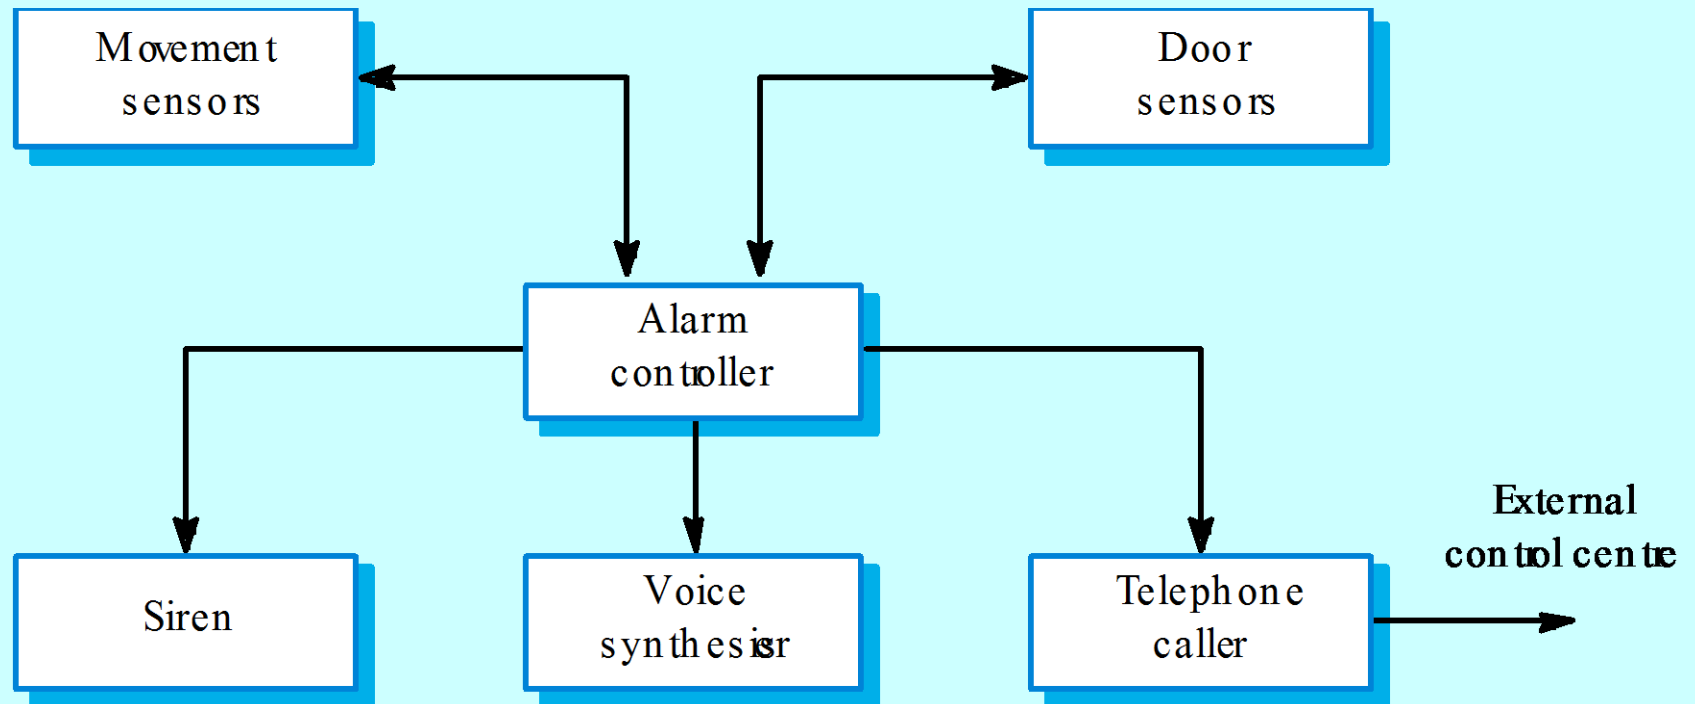 Movement
sensors
Door
sensors
Alarm
controller
Siren
Voice
synthesiser
Telephone
caller
External
control centre